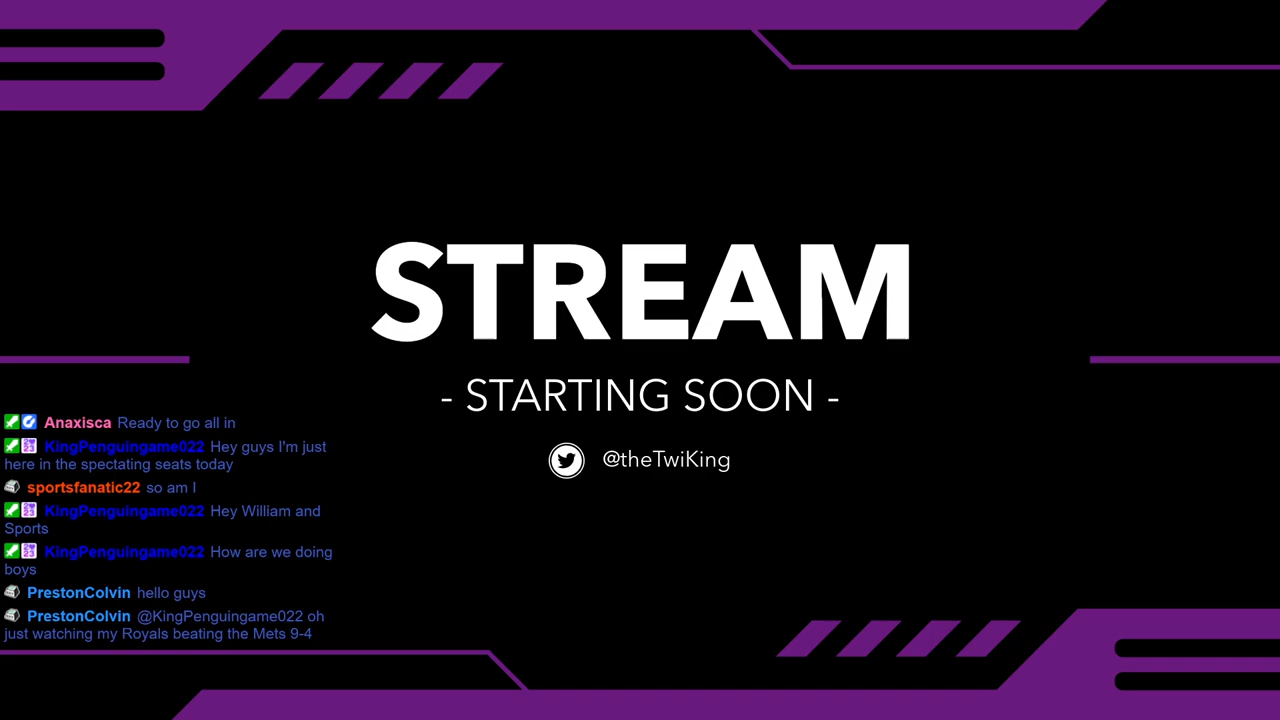 STREAM
- STARTING SOON -
@theTwiKing
Anaxisca Ready to go all in
KingPenguingame022 Hey guys I'm just
here in the spectating seats today
sportsfanatic22 so am I
KingPenguingame022 Hey William and
Sports
KingPenguingame022 How are we doing
boys
PrestonColvin hello guys
PrestonColvin @KingPenguingame022 oh
just watching my Royals beating the Mets 9-4